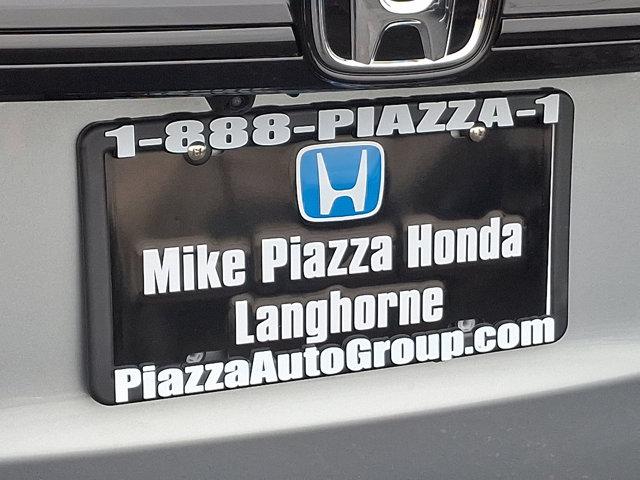 1-888-PIAZZA-1
Mike Piazza Honda
Langhorne
PiazzaAutoGroup.com